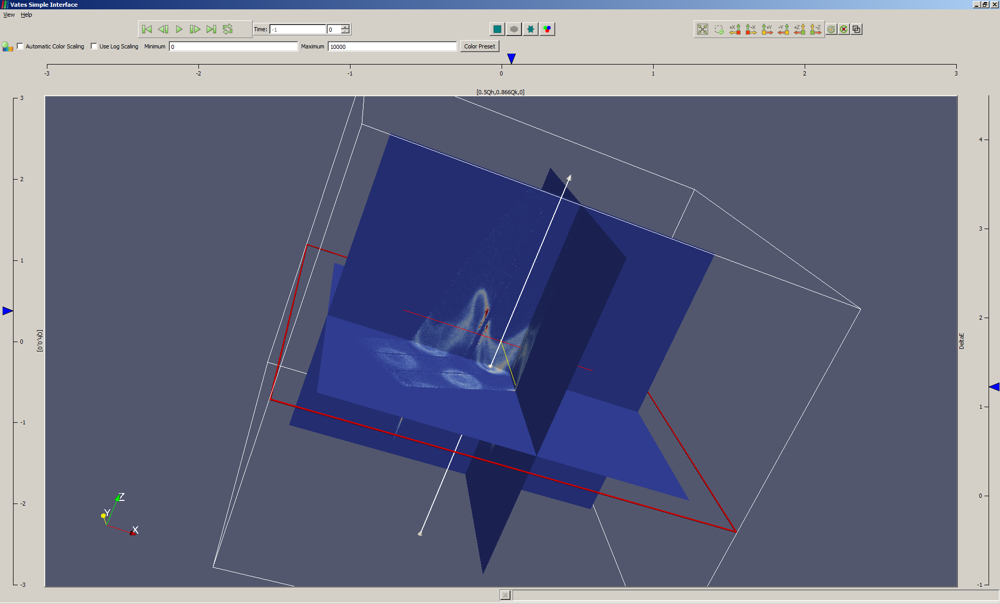 Vates Simple Interface
View Help
Time: -1 0
+X -X +Y -Y +Z -Z
Automatic Color Scaling Use Log Scaling Minimum 0 Maximum 10000 Color Preset
-3 -2 -1 0 1 2 3
[0.5Qh,0.866Qk,0]
3
2
1
0
-1
-2
-3
[Qh,0,0]
Z
Y
X
4
3
2
1
0
-1
DeltaE